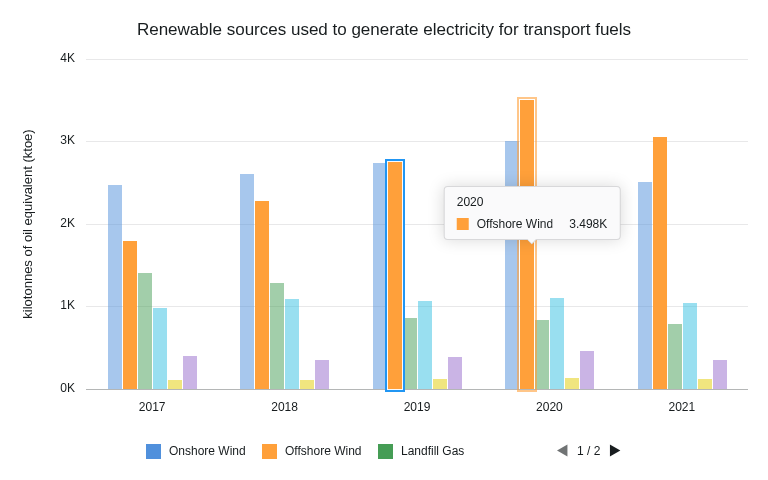 Renewable sources used to generate electricity for transport fuels
kilotonnes of oil equivalent (ktoe)
4K
3K
2K
1K
0K
2020
Offshore Wind 3.498K
2017 2018 2019 2020 2021
Onshore Wind Offshore Wind Landfill Gas 1 / 2